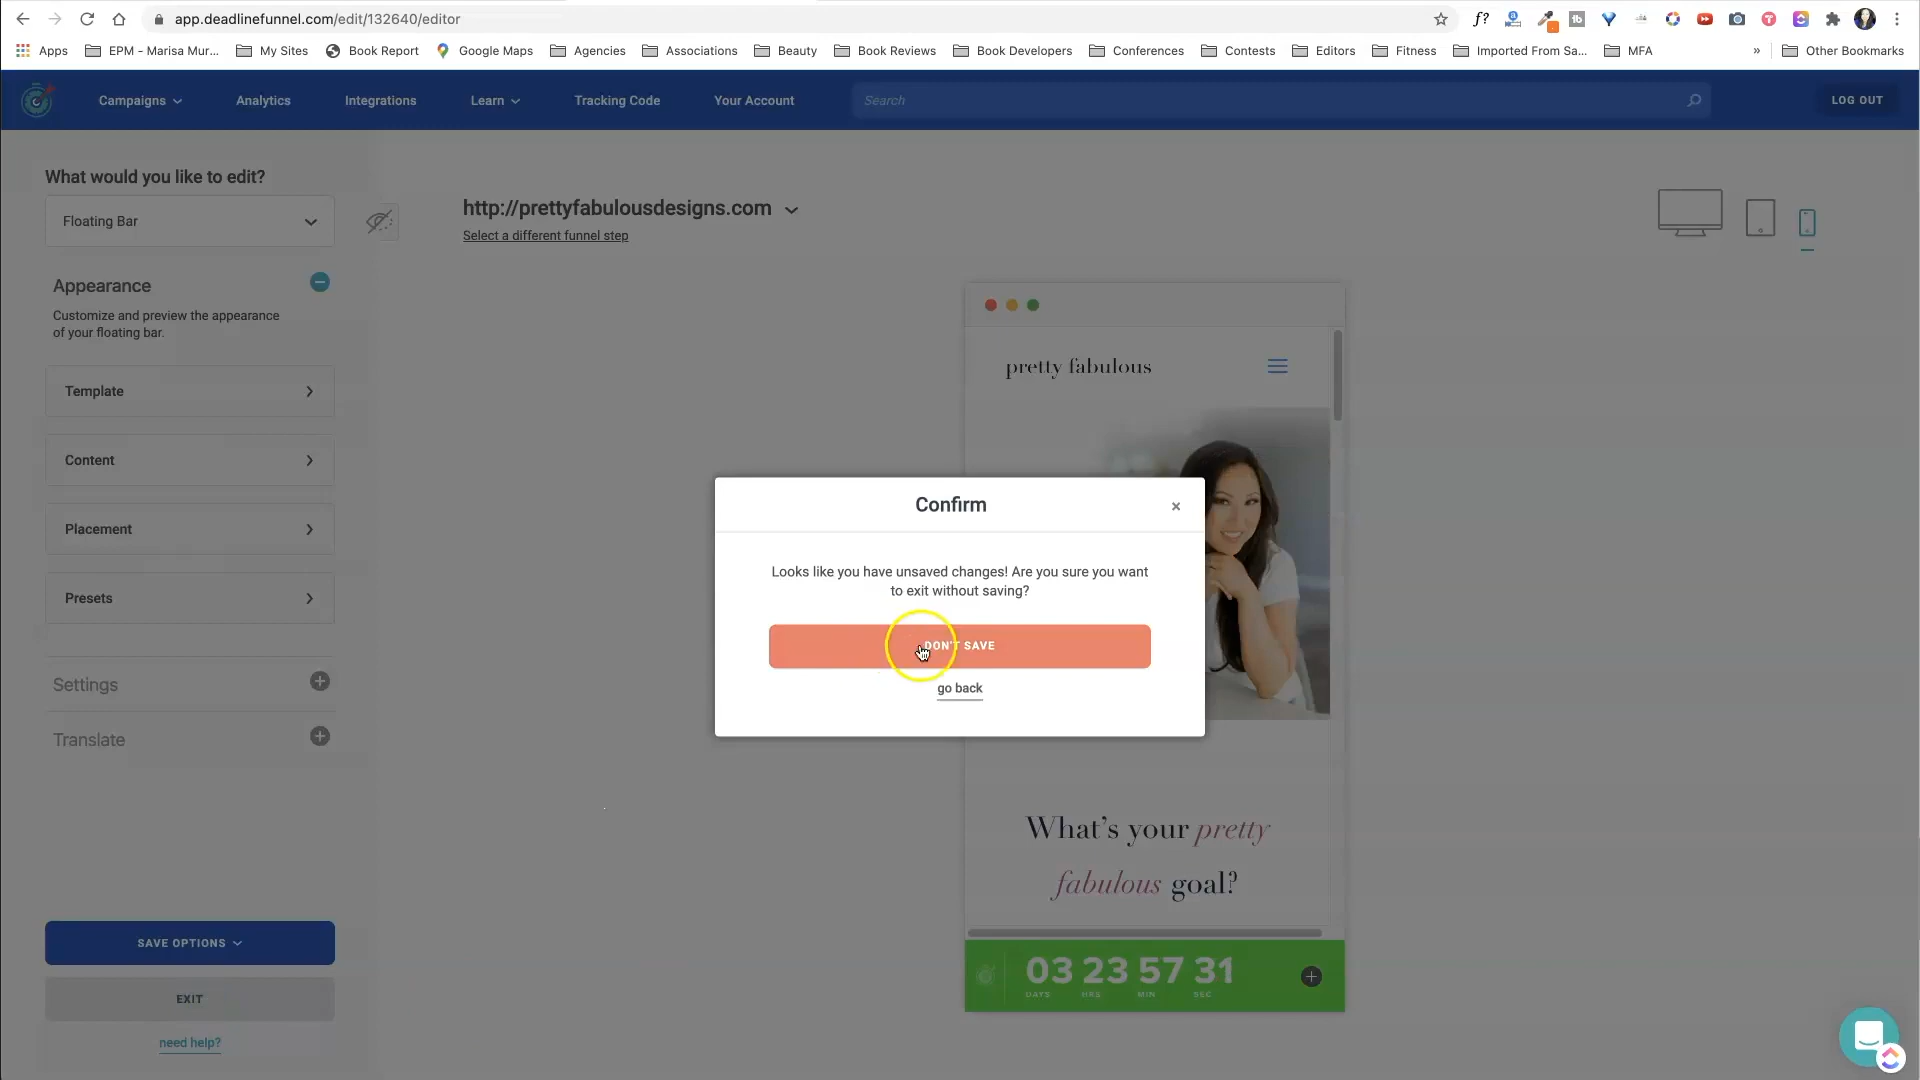 app.deadlinefunnel.com/edit/132640/editor
f?
Apps
EPM - Marisa Mur...
My Sites
Book Report
Google Maps
Agencies
Associations
Beauty
Book Reviews
Book Developers
Conferences
Contests
Editors
Fitness
Imported From Sa...
MFA
»
Other Bookmarks
Campaigns
Analytics
Integrations
Learn
Tracking Code
Your Account
Search
LOG OUT
What would you like to edit?
Floating Bar
http://prettyfabulousdesigns.com
Select a different funnel step
Appearance
Customize and preview the appearance
of your floating bar.
Template
Content
Placement
Presets
Settings
Translate
SAVE OPTIONS
EXIT
need help?
pretty fabulous
Confirm
×
Looks like you have unsaved changes! Are you sure you want
to exit without saving?
DON'T SAVE
go back
What's your pretty
fabulous goal?
03 23 57 31
DAYS HRS MIN SEC